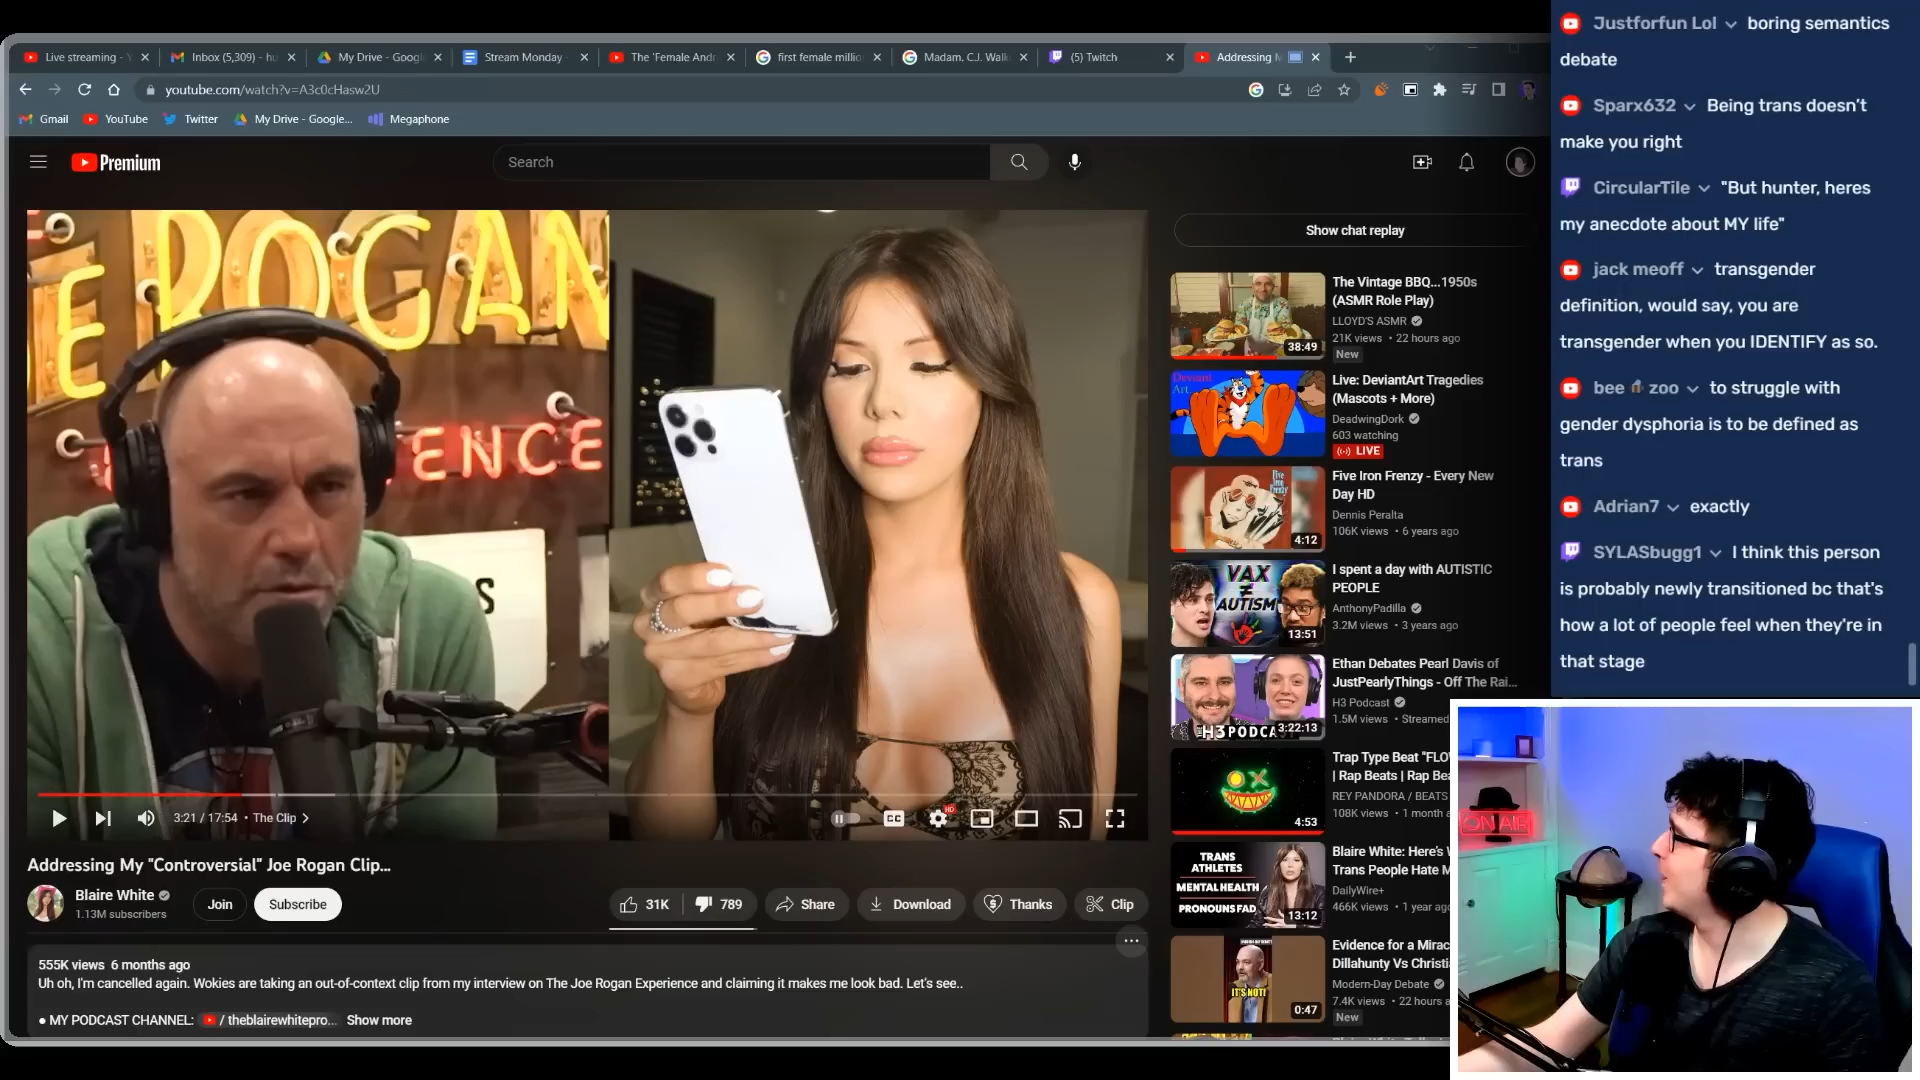 Live streaming - Y
Inbox (5,309) - hu
My Drive - Googl
Stream Monday -
The 'Female Andr
first female millio
Madam. C.J. Walk
(5) Twitch
Addressing M
youtube.com/watch?v=A3c0cHasw2U
Gmail
YouTube
Twitter
My Drive - Google...
Megaphone
Premium
Search
E ROGAN
E
ENCE
S
3:21 / 17:54 • The Clip
CC
HD
Addressing My "Controversial" Joe Rogan Clip...
Blaire White
1.13M subscribers
Join
Subscribe
31K
789
Share
Download
Thanks
Clip
555K views 6 months ago
Uh oh, I'm cancelled again. Wokies are taking an out-of-context clip from my interview on The Joe Rogan Experience and claiming it makes me look bad. Let's see..
● MY PODCAST CHANNEL: / theblairewhitepro... Show more
Show chat replay
38:49
The Vintage BBQ...1950s
(ASMR Role Play)
LLOYD'S ASMR
21K views • 22 hours ago
New
Deviant
Art
Live: DeviantArt Tragedies
(Mascots + More)
DeadwingDork
603 watching
LIVE
Five
Iron
Frenzy
4:12
Five Iron Frenzy - Every New
Day HD
Dennis Peralta
106K views • 6 years ago
VAX
≠
AUTISM
13:51
I spent a day with AUTISTIC
PEOPLE
AnthonyPadilla
3.2M views • 3 years ago
H3 PODCA
3:22:13
Ethan Debates Pearl Davis of
JustPearlyThings - Off The Rai...
H3 Podcast
1.5M views • Streamed
4:53
Trap Type Beat "FLO
| Rap Beats | Rap Bea
REY PANDORA / BEATS
108K views • 1 month a
TRANS
ATHLETES
MENTAL HEALTH
PRONOUNS FAD
13:12
Blaire White: Here's W
Trans People Hate M
DailyWire+
466K views • 1 year ago
IT'S NOT!
0:47
Evidence for a Mirac
Dillahunty Vs Christi
Modern-Day Debate
7.4K views • 22 hours a
New
Justforfun Lol boring semantics
debate
Sparx632 Being trans doesn't
make you right
CircularTile "But hunter, heres
my anecdote about MY life"
jack meoff transgender
definition, would say, you are
transgender when you IDENTIFY as so.
bee zoo to struggle with
gender dysphoria is to be defined as
trans
Adrian7 exactly
SYLASbugg1 I think this person
is probably newly transitioned bc that's
how a lot of people feel when they're in
that stage
ON AIR